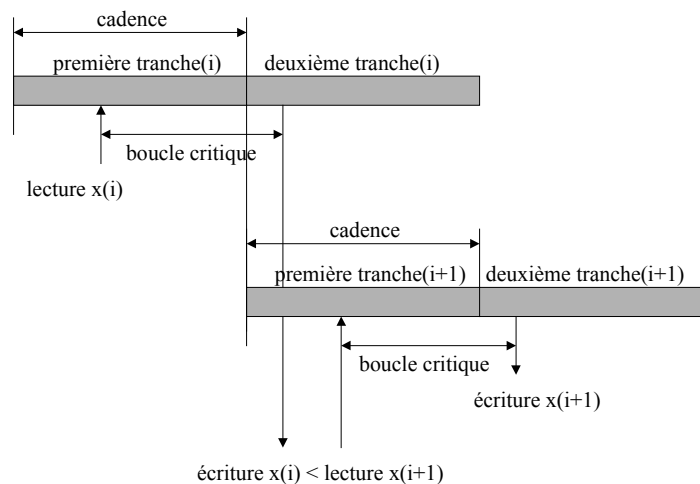 cadence
première tranche(i) deuxième tranche(i)
boucle critique
lecture x(i)
cadence
première tranche(i+1) deuxième tranche(i+1)
boucle critique
écriture x(i+1)
écriture x(i) < lecture x(i+1)